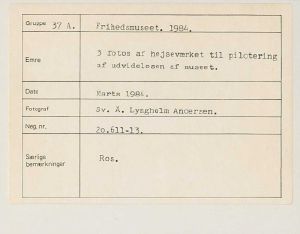 Gruppe 37 A. Frihedsmuseet. 1984.
Emne 3 fotos af hejseværket til pilotering
af udvidelsen af museet.
Dato Marts 1984.
Fotograf Sv. A. Lyngholm Andersen.
Neg. nr. 20.611-13.
Særlige bemærkninger Ros.